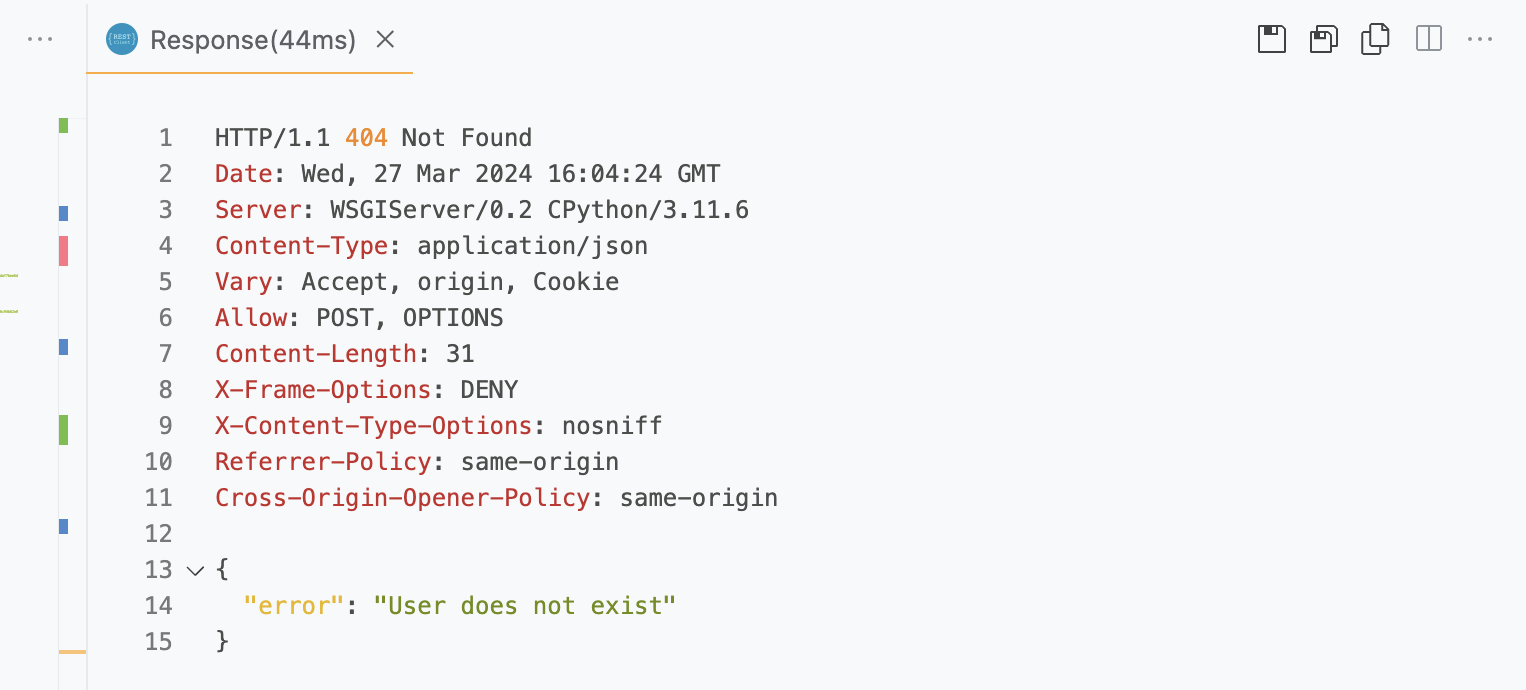 Response(44ms)
1 HTTP/1.1 404 Not Found
2 Date: Wed, 27 Mar 2024 16:04:24 GMT
3 Server: WSGIServer/0.2 CPython/3.11.6
4 Content-Type: application/json
5 Vary: Accept, origin, Cookie
6 Allow: POST, OPTIONS
7 Content-Length: 31
8 X-Frame-Options: DENY
9 X-Content-Type-Options: nosniff
10 Referrer-Policy: same-origin
11 Cross-Origin-Opener-Policy: same-origin
12
13 {
14 "error": "User does not exist"
15 }